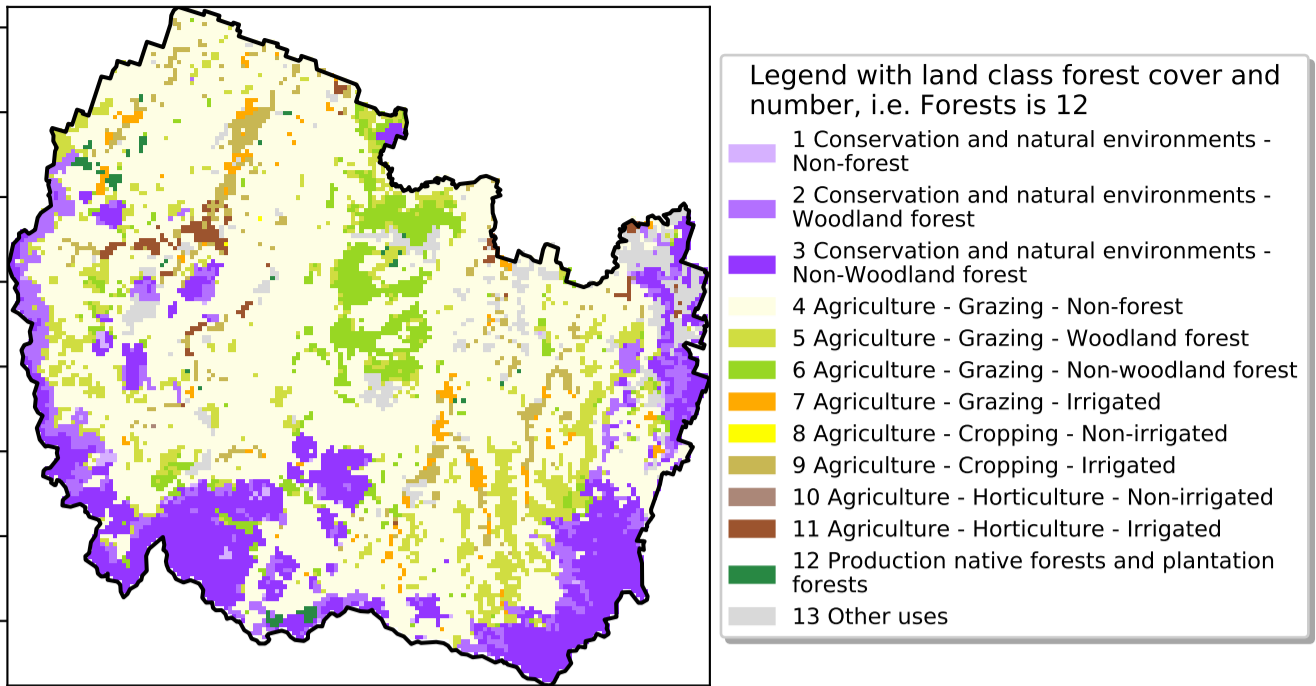 Legend with land class forest cover and
number, i.e. Forests is 12
1 Conservation and natural environments -
Non-forest
2 Conservation and natural environments -
Woodland forest
3 Conservation and natural environments -
Non-Woodland forest
4 Agriculture - Grazing - Non-forest
5 Agriculture - Grazing - Woodland forest
6 Agriculture - Grazing - Non-woodland forest
7 Agriculture - Grazing - Irrigated
8 Agriculture - Cropping - Non-irrigated
9 Agriculture - Cropping - Irrigated
10 Agriculture - Horticulture - Non-irrigated
11 Agriculture - Horticulture - Irrigated
12 Production native forests and plantation
forests
13 Other uses